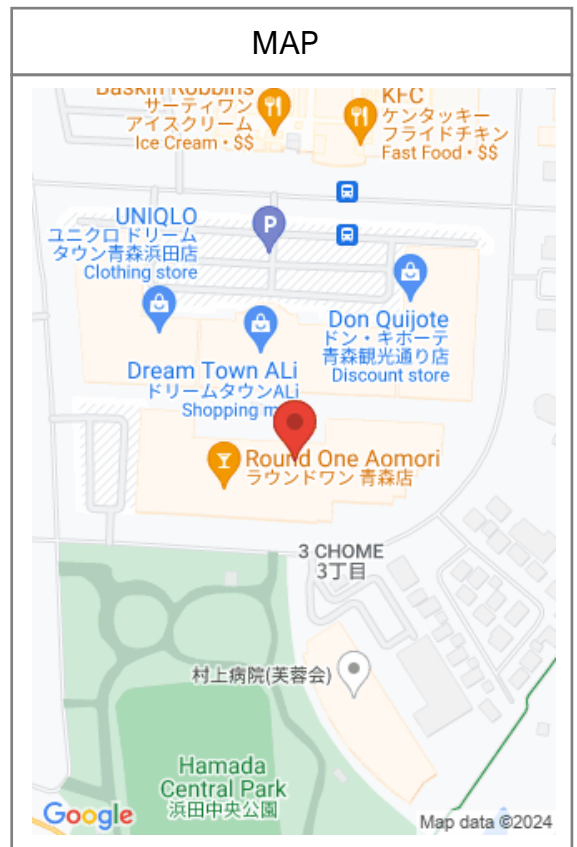 MAP
Baskin Robbins
サーティワン
アイスクリーム
Ice Cream • $$
KFC
ケンタッキー
フライドチキン
Fast Food • $$
UNIQLO
ユニクロ ドリーム
タウン青森浜田店
Clothing store
P
Don Quijote
ドン・キホーテ
青森観光通り店
Discount store
Dream Town ALi
ドリームタウンALi
Shopping m
Round One Aomori
ラウンドワン 青森店
3 CHOME
3丁目
村上病院(芙蓉会)
Hamada
Central Park
浜田中央公園
Google
Map data ©2024